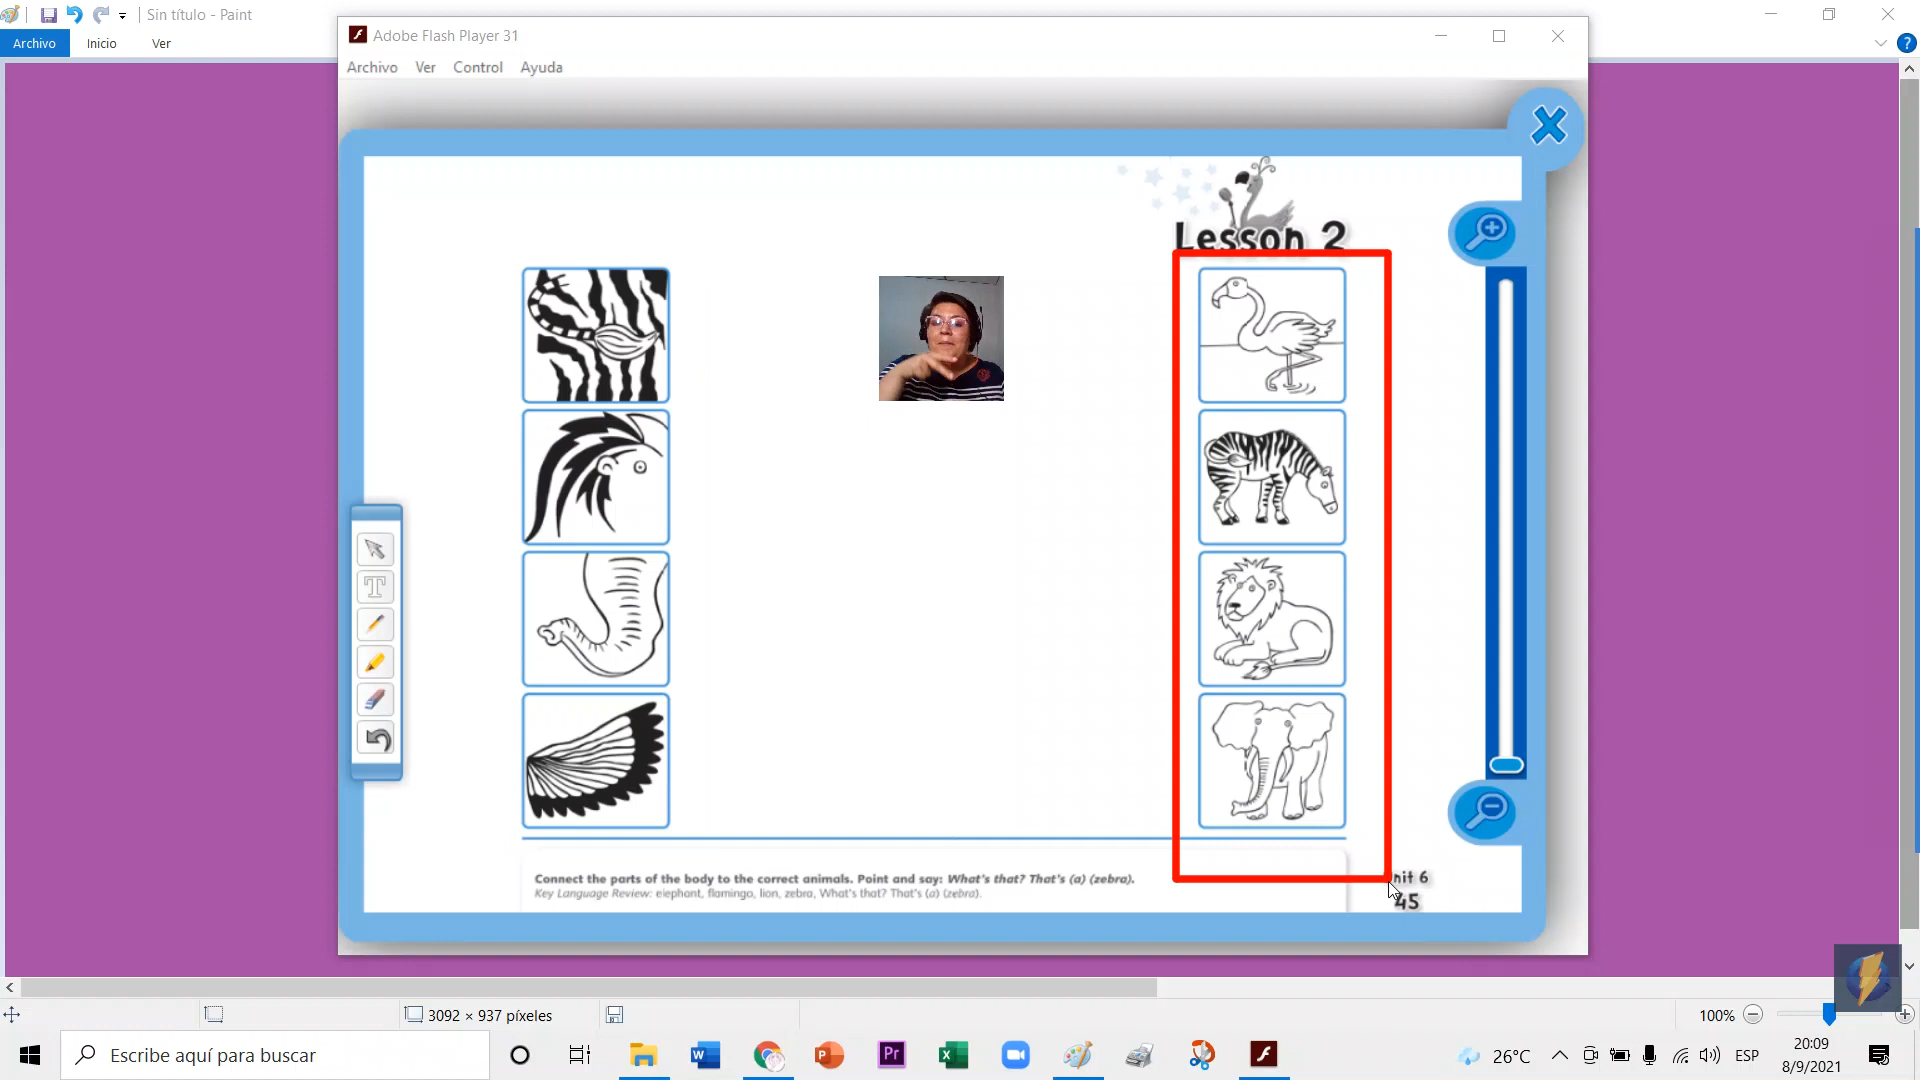 Sin título - Paint
Archivo Inicio Ver
Adobe Flash Player 31
Archivo Ver Control Ayuda
Lesson 2
T
Connect the parts of the body to the correct animals. Point and say: What's that? That's (a) (zebra).
Key Language Review: elephant, flamingo, lion, zebra, What's that? That's (a) (zebra).
nit 6
45
3092 × 937 píxeles
100%
Escribe aquí para buscar
26°C
ESP
20:09
8/9/2021